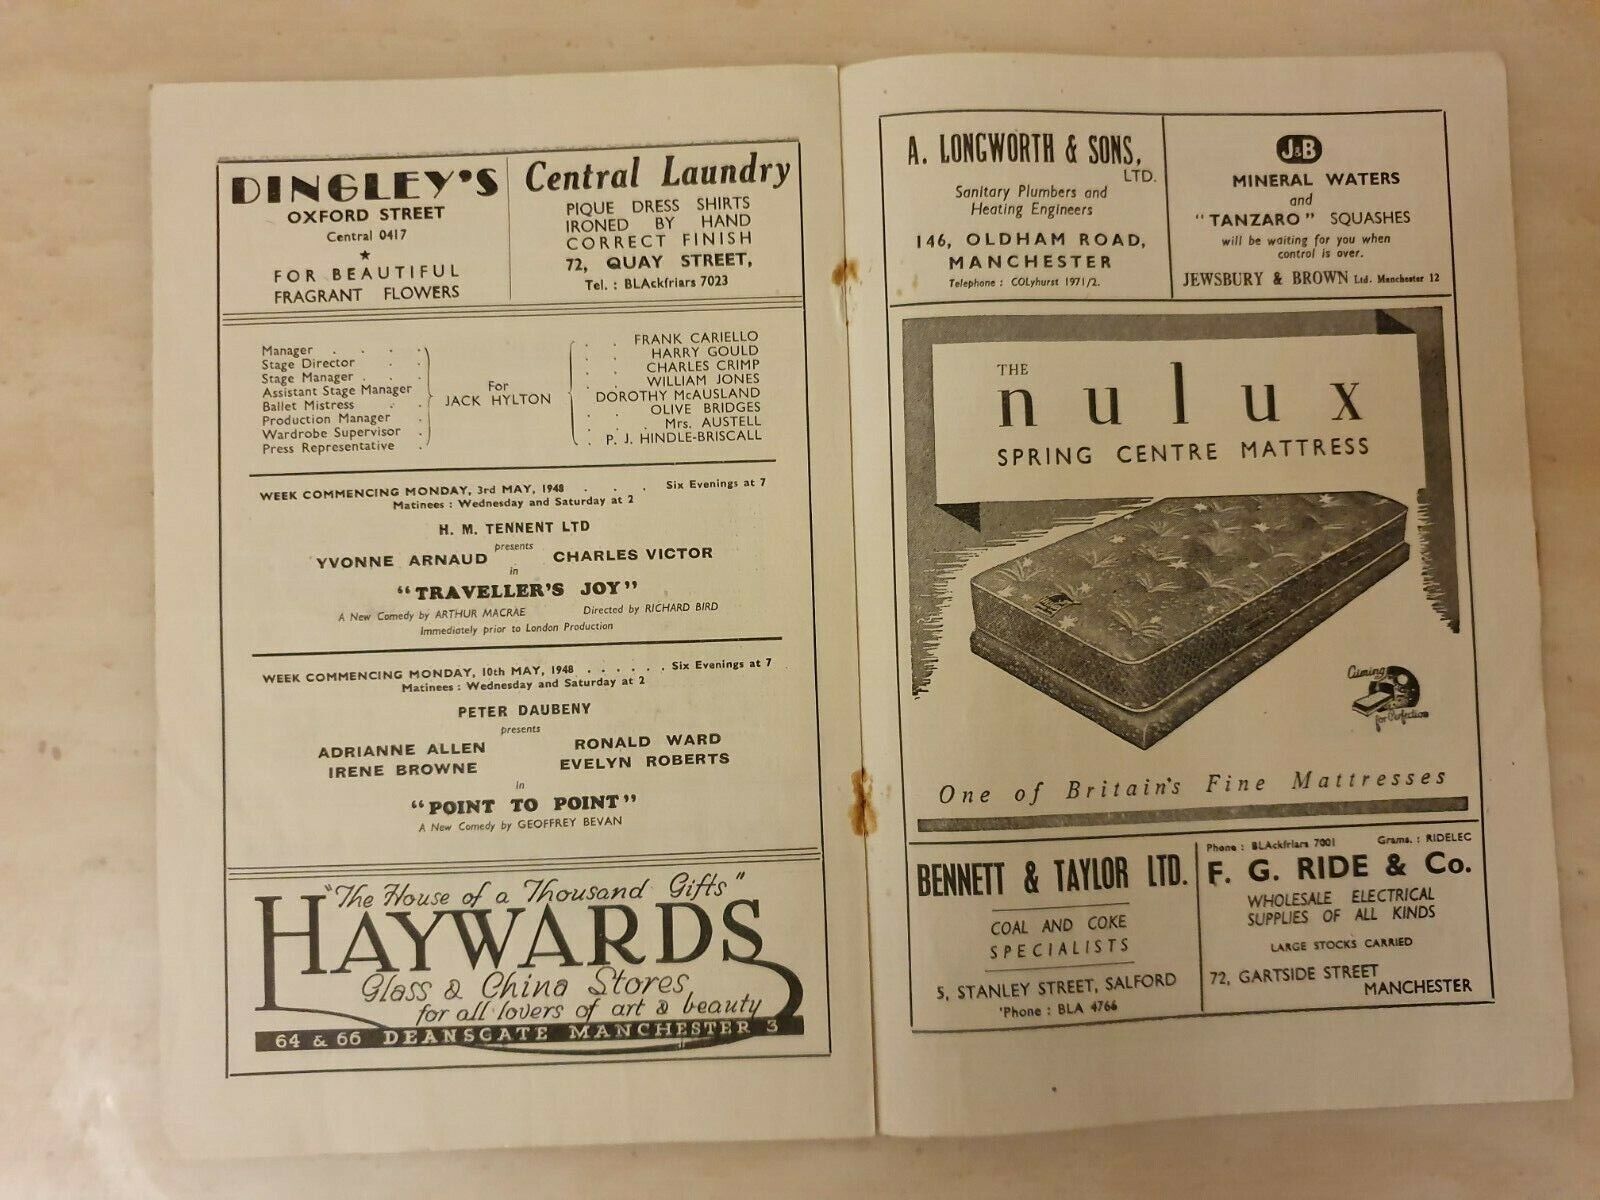 DINGLEY'S
OXFORD STREET
Central 0417
★
FOR BEAUTIFUL
FRAGRANT FLOWERS
Central Laundry
PIQUE DRESS SHIRTS
IRONED BY HAND
CORRECT FINISH
72, QUAY STREET,
Tel. : BLAckfriars 7023
Manager . . . . FRANK CARIELLO
Stage Director . . . . HARRY GOULD
Stage Manager . . . . CHARLES CRIMP
Assistant Stage Manager . WILLIAM JONES
For
JACK HYLTON
Ballet Mistress . . DOROTHY McAUSLAND
Production Manager . . . OLIVE BRIDGES
Wardrobe Supervisor . . . Mrs. AUSTELL
Press Representative . . . P. J. HINDLE-BRISCALL
WEEK COMMENCING MONDAY, 3rd MAY, 1948 . . . Six Evenings at 7
Matinees : Wednesday and Saturday at 2
H. M. TENNENT LTD
presents
YVONNE ARNAUD CHARLES VICTOR
in
"TRAVELLER'S JOY"
A New Comedy by ARTHUR MACRAE Directed by RICHARD BIRD
Immediately prior to London Production
WEEK COMMENCING MONDAY, 10th MAY, 1948 . . . . . . Six Evenings at 7
Matinees : Wednesday and Saturday at 2
PETER DAUBENY
presents
ADRIANNE ALLEN RONALD WARD
IRENE BROWNE EVELYN ROBERTS
in
"POINT TO POINT"
A New Comedy by GEOFFREY BEVAN
"The House of a Thousand Gifts"
HAYWARDS
Glass & China Stores
for all lovers of art & beauty
64 & 66 DEANSGATE MANCHESTER 3
A. LONGWORTH & SONS,
LTD.
Sanitary Plumbers and
Heating Engineers
146, OLDHAM ROAD,
MANCHESTER
Telephone : COLyhurst 1971/2.
J&B
MINERAL WATERS
and
"TANZARO" SQUASHES
will be waiting for you when
control is over.
JEWSBURY & BROWN Ltd. Manchester 12
THE
nulux
SPRING CENTRE MATTRESS
Cuming
for Perfection
One of Britain's Fine Mattresses
BENNETT & TAYLOR LTD.
COAL AND COKE
SPECIALISTS
5, STANLEY STREET, SALFORD
'Phone : BLA 4766
Phone : BLAckfriars 7001 Grams. : RIDELEC
F. G. RIDE & Co.
WHOLESALE ELECTRICAL
SUPPLIES OF ALL KINDS
LARGE STOCKS CARRIED
72, GARTSIDE STREET
MANCHESTER